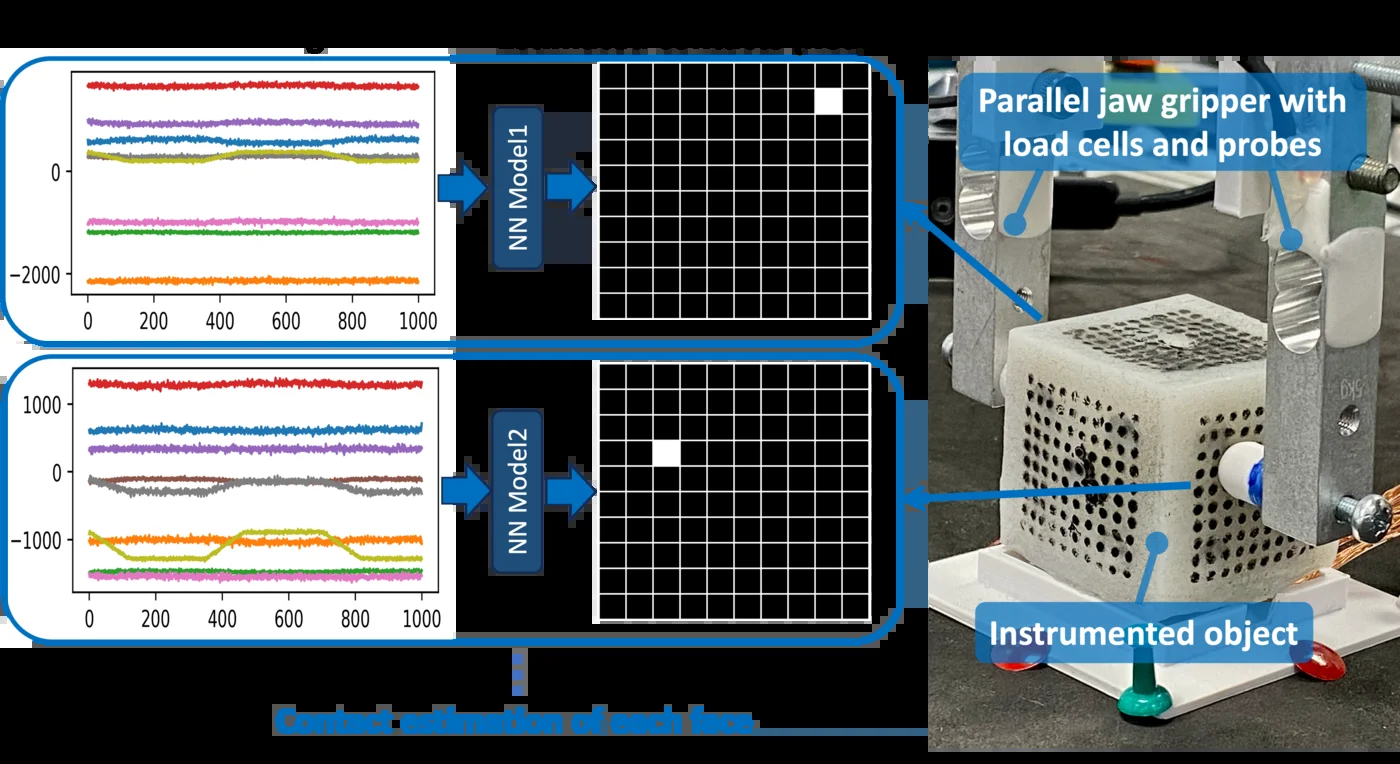 0
−2000
0
200
400
600
800
1000
NN Model1
1000
0
−1000
0
200
400
600
800
1000
NN Model2
Contact estimation of each face
Parallel jaw gripper with
load cells and probes
5kg
Instrumented object